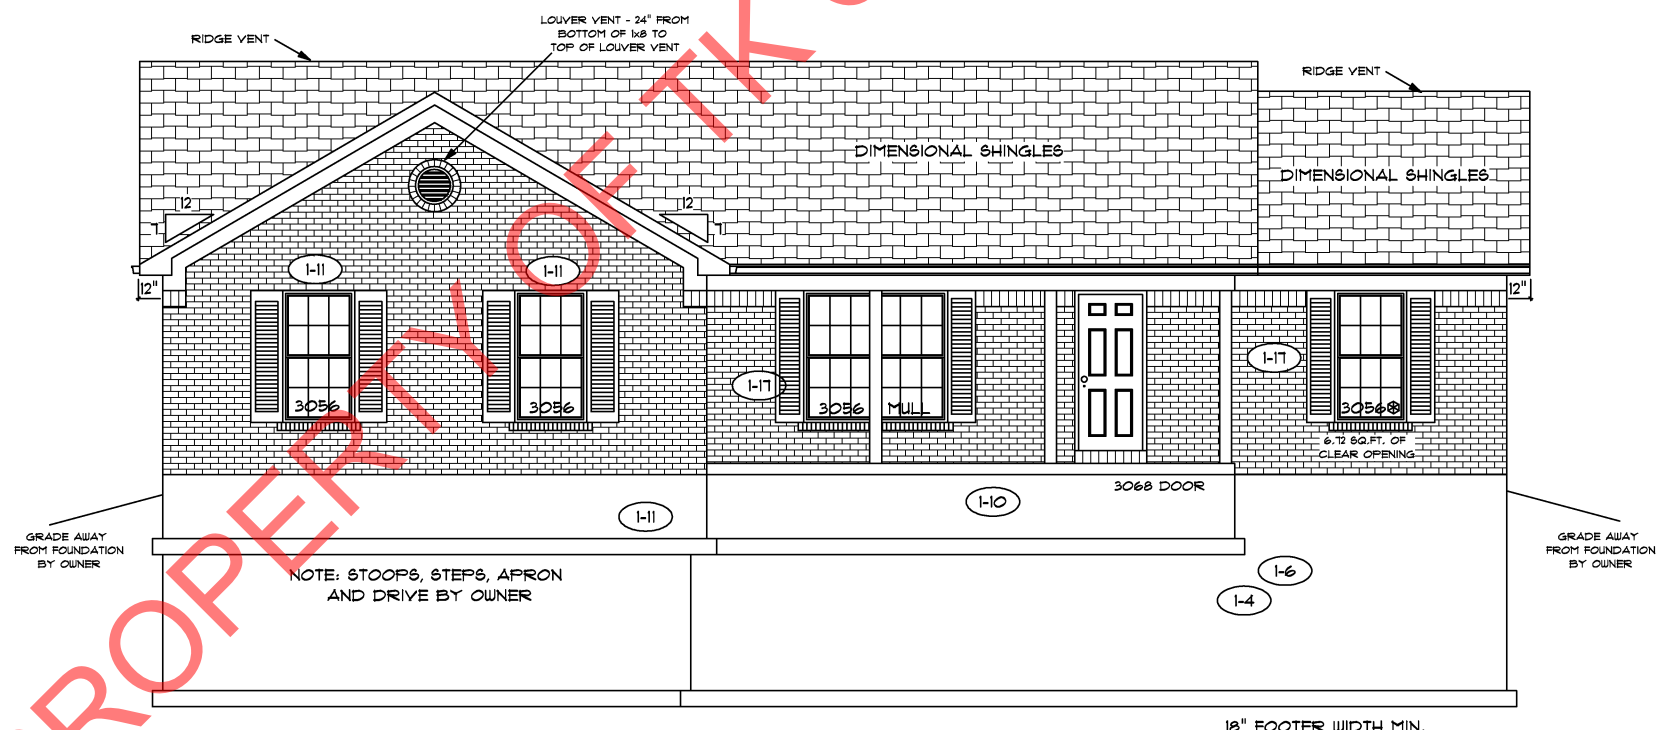 LOUVER VENT - 24" FROM
BOTTOM OF 1x8 TO
TOP OF LOUVER VENT
RIDGE VENT
RIDGE VENT
DIMENSIONAL SHINGLES
DIMENSIONAL SHINGLES
12
7
12
7
12"
12"
1-11
1-11
1-17
1-17
3056
3056
3056 MULL
3056
6.72 SQ.FT. OF
CLEAR OPENING
3068 DOOR
1-10
1-11
GRADE AWAY
FROM FOUNDATION
BY OWNER
GRADE AWAY
FROM FOUNDATION
BY OWNER
NOTE: STOOPS, STEPS, APRON
AND DRIVE BY OWNER
1-6
1-4
18" FOOTER WIDTH MIN.
PROPERTY OF TK